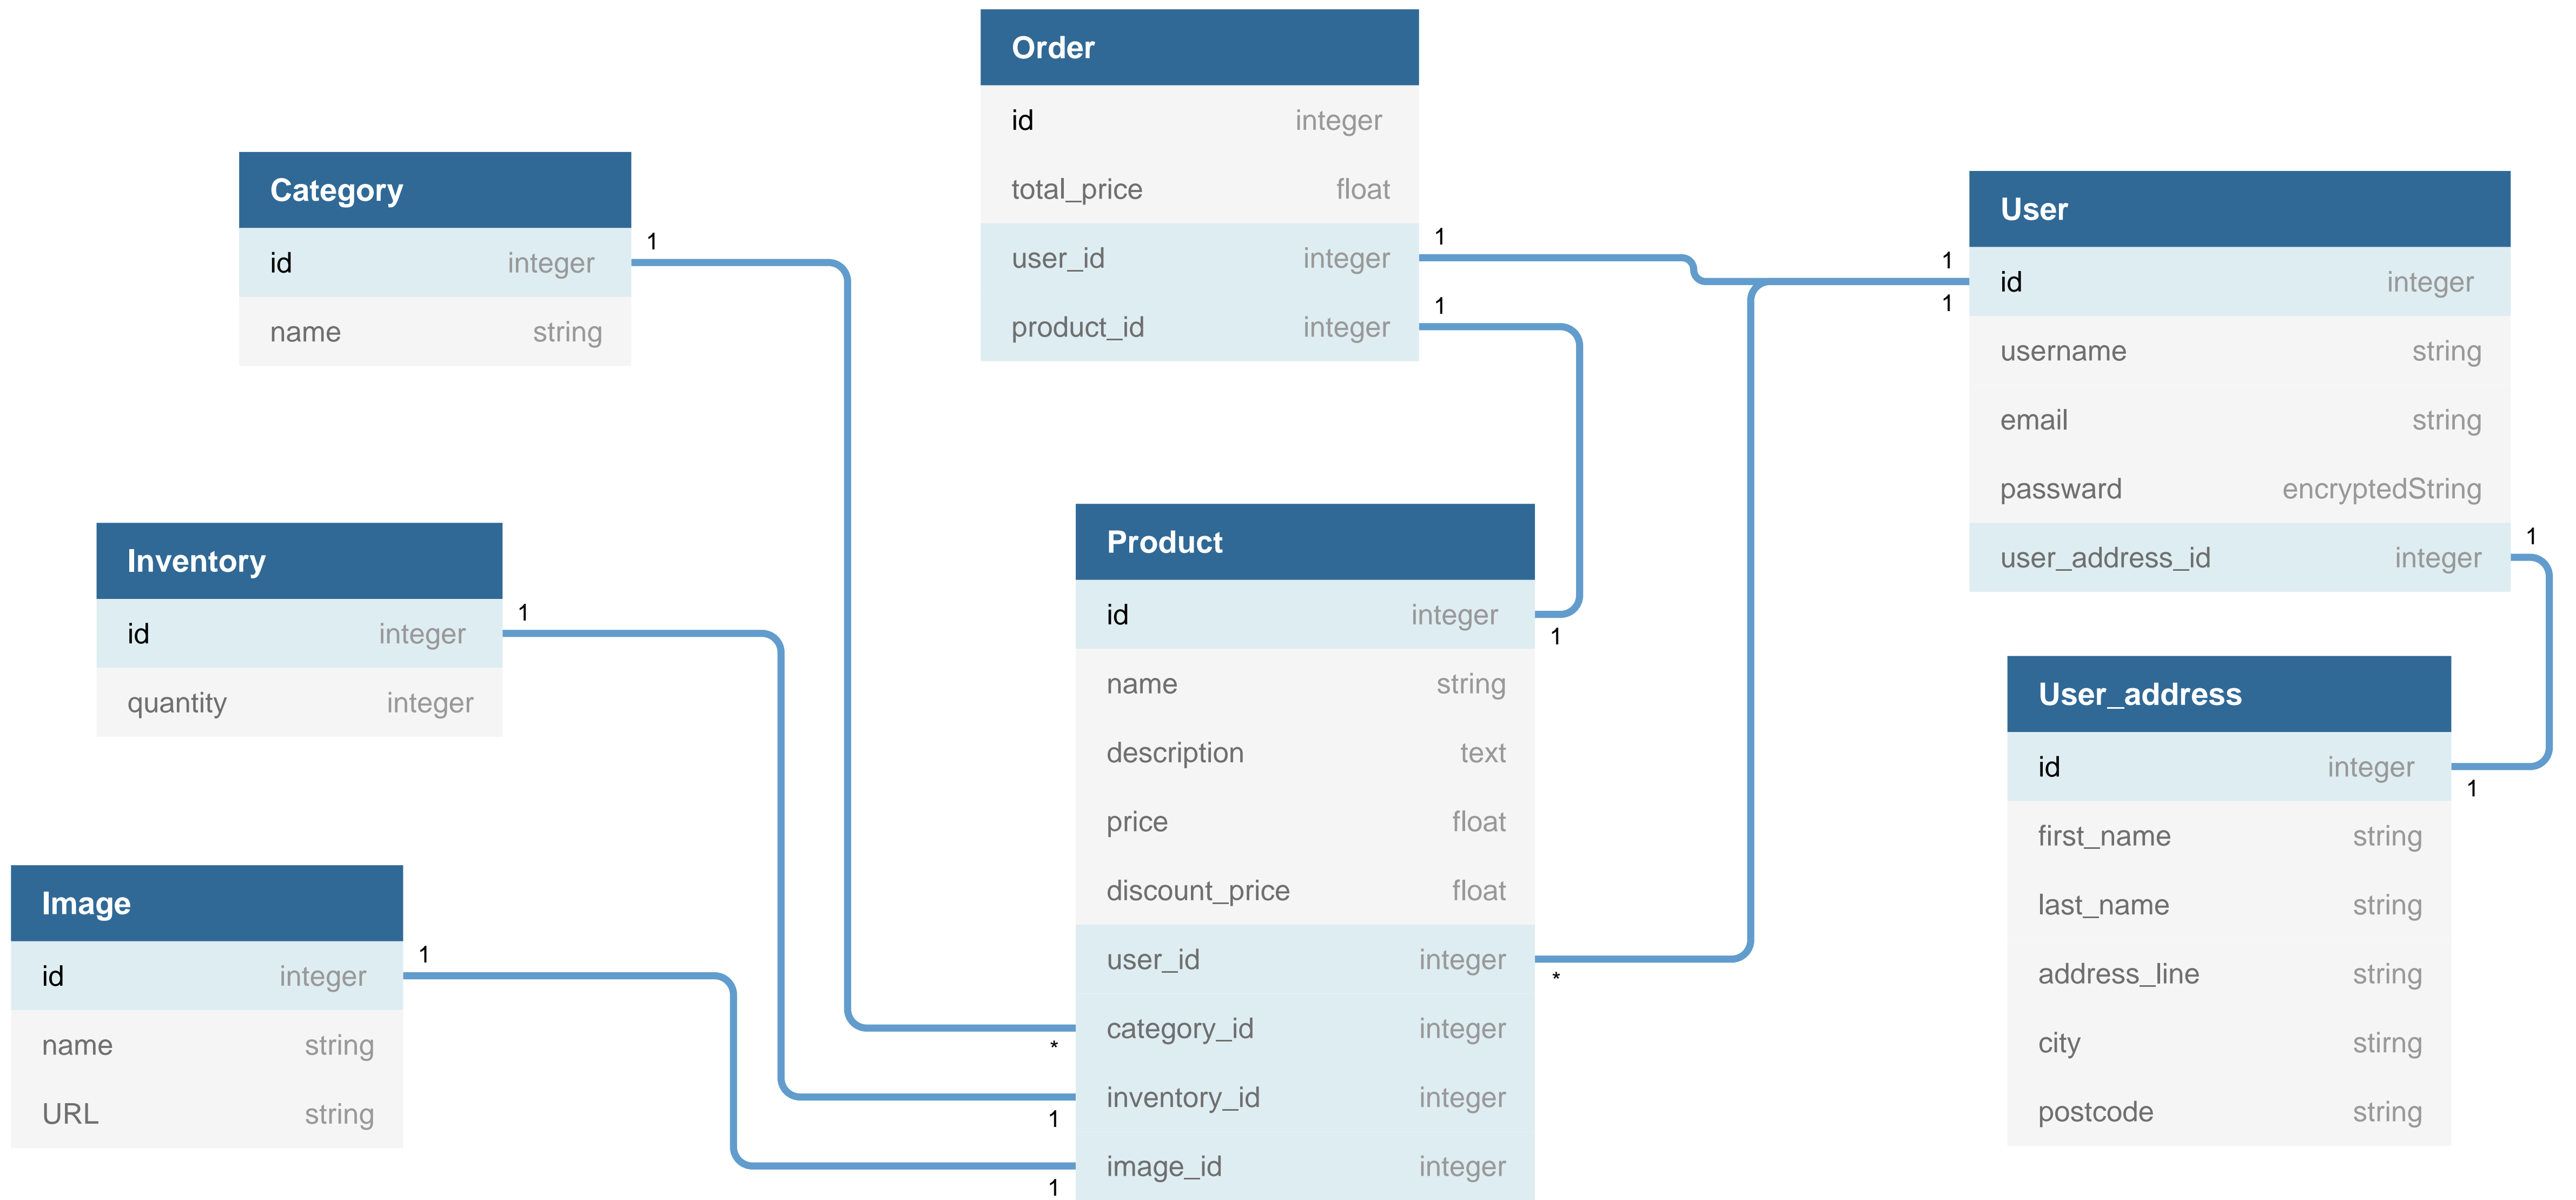 Order
id integer
total_price float
user_id integer
product_id integer
1
1
Category
id integer
name string
1
User
id integer
username string
email string
passward encryptedString
user_address_id integer
1
1
1
Inventory
id integer
quantity integer
1
Product
id integer
name string
description text
price float
discount_price float
user_id integer
category_id integer
inventory_id integer
image_id integer
1
*
*
1
1
User_address
id integer
first_name string
last_name string
address_line string
city stirng
postcode string
1
Image
id integer
name string
URL string
1